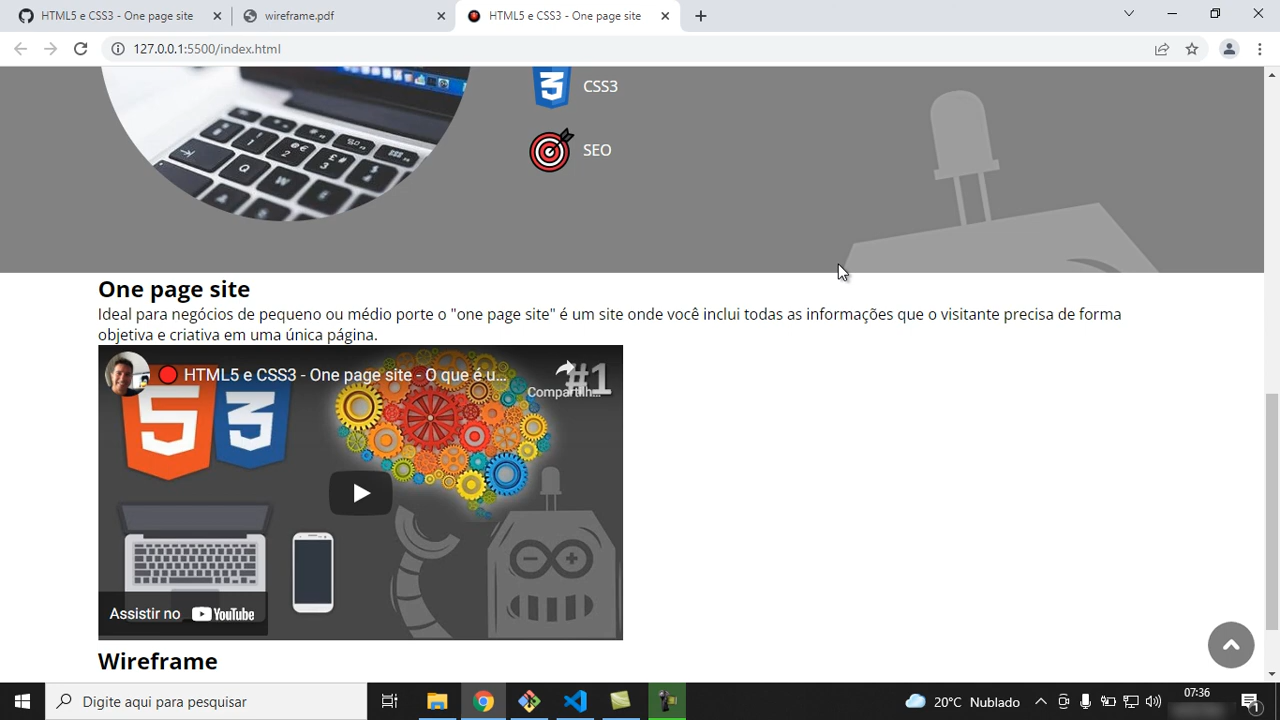 HTML5 e CSS3 - One page site
wireframe.pdf
HTML5 e CSS3 - One page site
127.0.0.1:5500/index.html
CSS3
SEO
One page site
Ideal para negócios de pequeno ou médio porte o "one page site" é um site onde você inclui todas as informações que o visitante precisa de forma
objetiva e criativa em uma única página.
HTML5 e CSS3 - One page site - O que é u...
#1
Compartilh...
Assistir no YouTube
Wireframe
Digite aqui para pesquisar
20°C Nublado
07:36
1